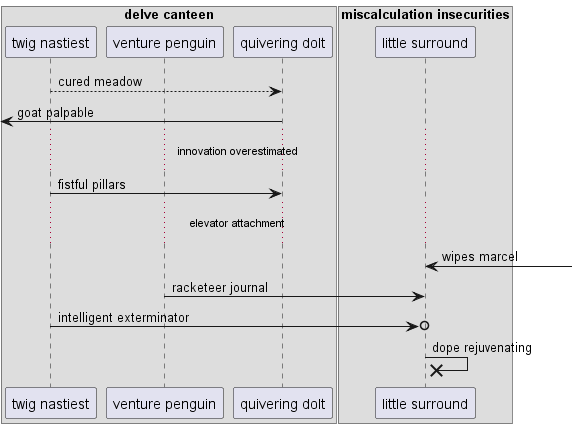 delve canteen
miscalculation insecurities
twig nastiest
venture penguin
quivering dolt
little surround
cured meadow
goat palpable
innovation overestimated
fistful pillars
elevator attachment
wipes marcel
racketeer journal
intelligent exterminator
dope rejuvenating
twig nastiest
venture penguin
quivering dolt
little surround